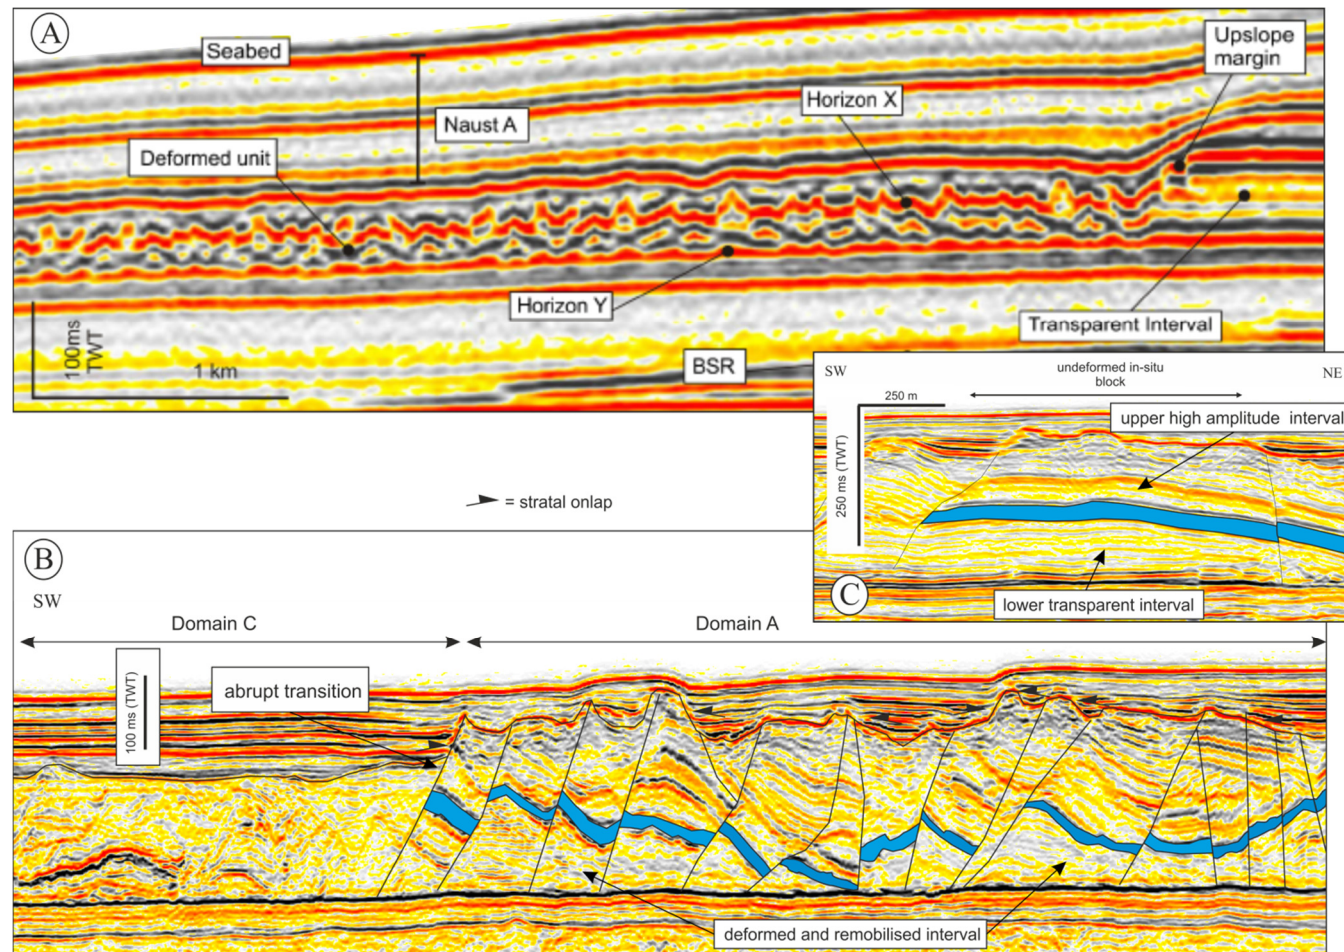 A
Seabed
Upslope
margin
Horizon X
Naust A
Deformed unit
Horizon Y
Transparent Interval
100ms
TWT
1 km
BSR
SW
undeformed in-situ
block
NE
250 m
upper high amplitude interval
250 ms (TWT)
C
lower transparent interval
= stratal onlap
B
SW
Domain C
Domain A
100 ms (TWT)
abrupt transition
deformed and remobilised interval